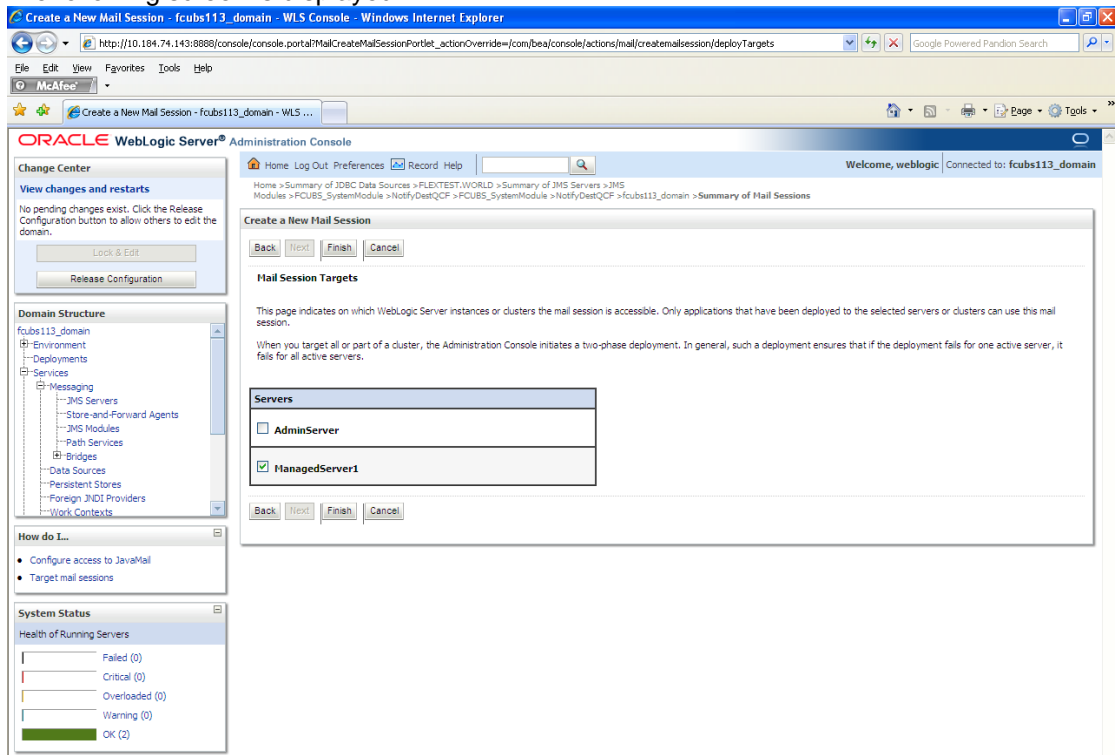 Create a New Mail Session - fcubs113_domain - WLS Console - Windows Internet Explorer
http://10.184.74.143:8888/console/console.portal?MailCreateMailSessionPortlet_actionOverride=/com/bea/console/actions/mail/createmailsession/deployTargets
Google Powered Pandion Search
File Edit View Favorites Tools Help
McAfee
Create a New Mail Session - fcubs113_domain - WLS ...
Page Tools
ORACLE WebLogic Server® Administration Console
Change Center
View changes and restarts
No pending changes exist. Click the Release
Configuration button to allow others to edit the
domain.
Lock & Edit
Release Configuration
Domain Structure
fcubs113_domain
Environment
Deployments
Services
Messaging
JMS Servers
Store-and-Forward Agents
JMS Modules
Path Services
Bridges
Data Sources
Persistent Stores
Foreign JNDI Providers
Work Contexts
How do I...
Configure access to JavaMail
Target mail sessions
System Status
Health of Running Servers
Failed (0)
Critical (0)
Overloaded (0)
Warning (0)
OK (2)
Home Log Out Preferences Record Help
Welcome, weblogic Connected to: fcubs113_domain
Home >Summary of JDBC Data Sources >FLEXTEST.WORLD >Summary of JMS Servers >JMS
Modules >FCUBS_SystemModule >NotifyDestQCF >FCUBS_SystemModule >NotifyDestQCF >fcubs113_domain >Summary of Mail Sessions
Create a New Mail Session
Back Next Finish Cancel
Mail Session Targets
This page indicates on which WebLogic Server instances or clusters the mail session is accessible. Only applications that have been deployed to the selected servers or clusters can use this mail
session.
When you target all or part of a cluster, the Administration Console initiates a two-phase deployment. In general, such a deployment ensures that if the deployment fails for one active server, it
fails for all active servers.
Servers
AdminServer
ManagedServer1
Back Next Finish Cancel